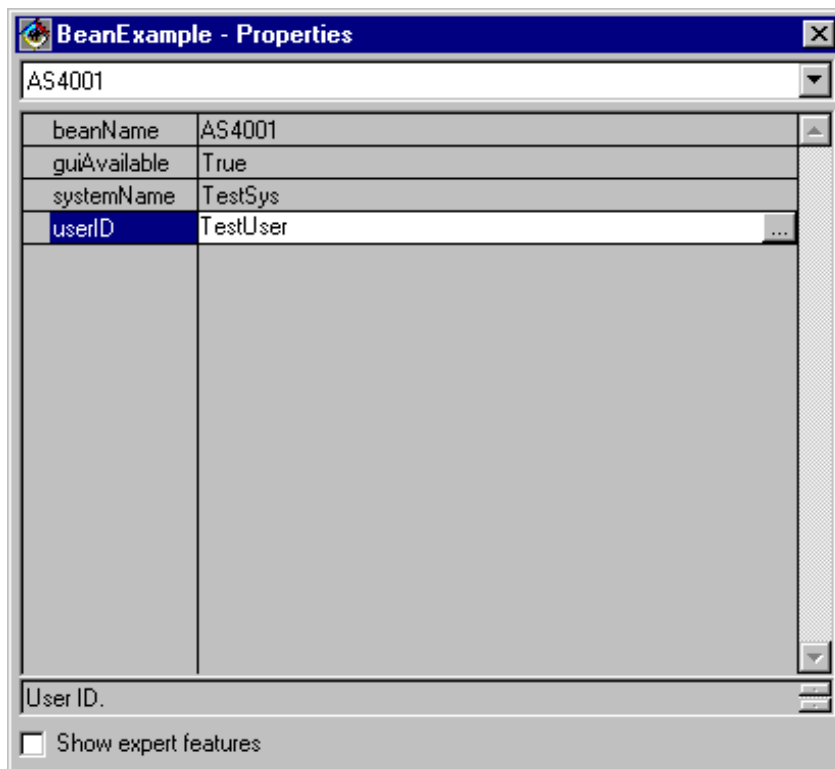 BeanExample - Properties
AS4001
beanName AS4001
guiAvailable True
systemName TestSys
userID TestUser ...
User ID.
Show expert features